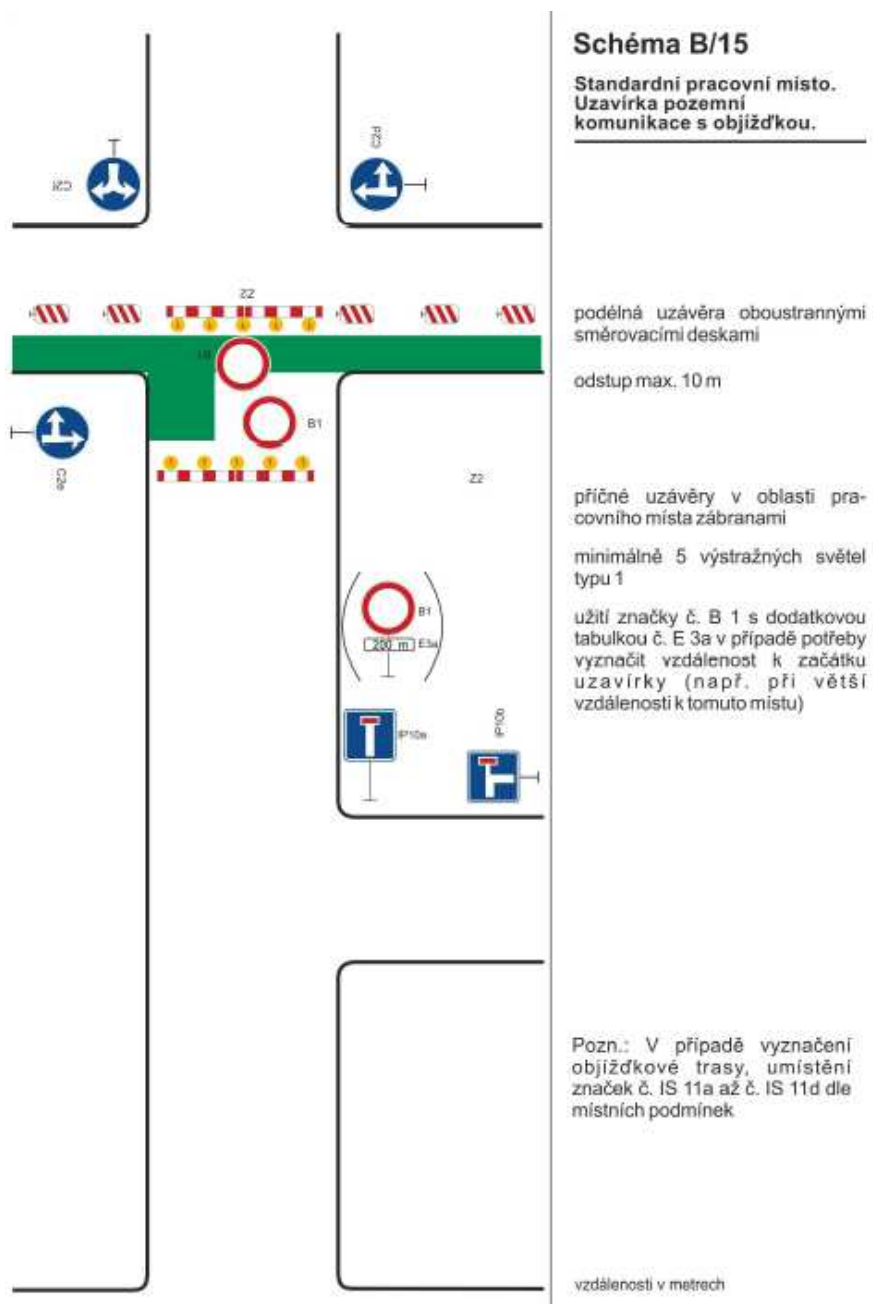 Schéma B/15
Standardní pracovní místo.
Uzavírka pozemní
komunikace s objížďkou.
C2f
C2d
Z2
podélná uzávěra oboustrannými
směrovacími deskami
odstup max. 10 m
B1
B1
C2e
Z2
příčné uzávěry v oblasti pra-
covního místa zábranami
minimálně 5 výstražných světel
typu 1
užití značky č. B 1 s dodatkovou
tabulkou č. E 3a v případě potřeby
vyznačit vzdálenost k začátku
uzavírky (např. při větší
vzdálenosti k tomuto místu)
B1
200 m E3a
IP10a
IP10b
Pozn.: V případě vyznačení
objížďkové trasy, umístění
značek č. IS 11a až č. IS 11d dle
místních podmínek
vzdálenosti v metrech